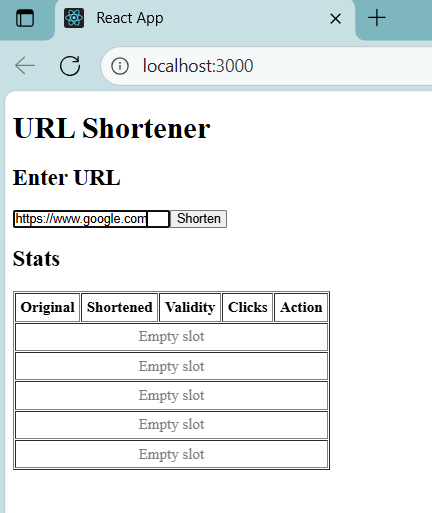 React App
localhost:3000
URL Shortener
Enter URL
https://www.google.com Shorten
Stats
Original Shortened Validity Clicks Action
Empty slot
Empty slot
Empty slot
Empty slot
Empty slot